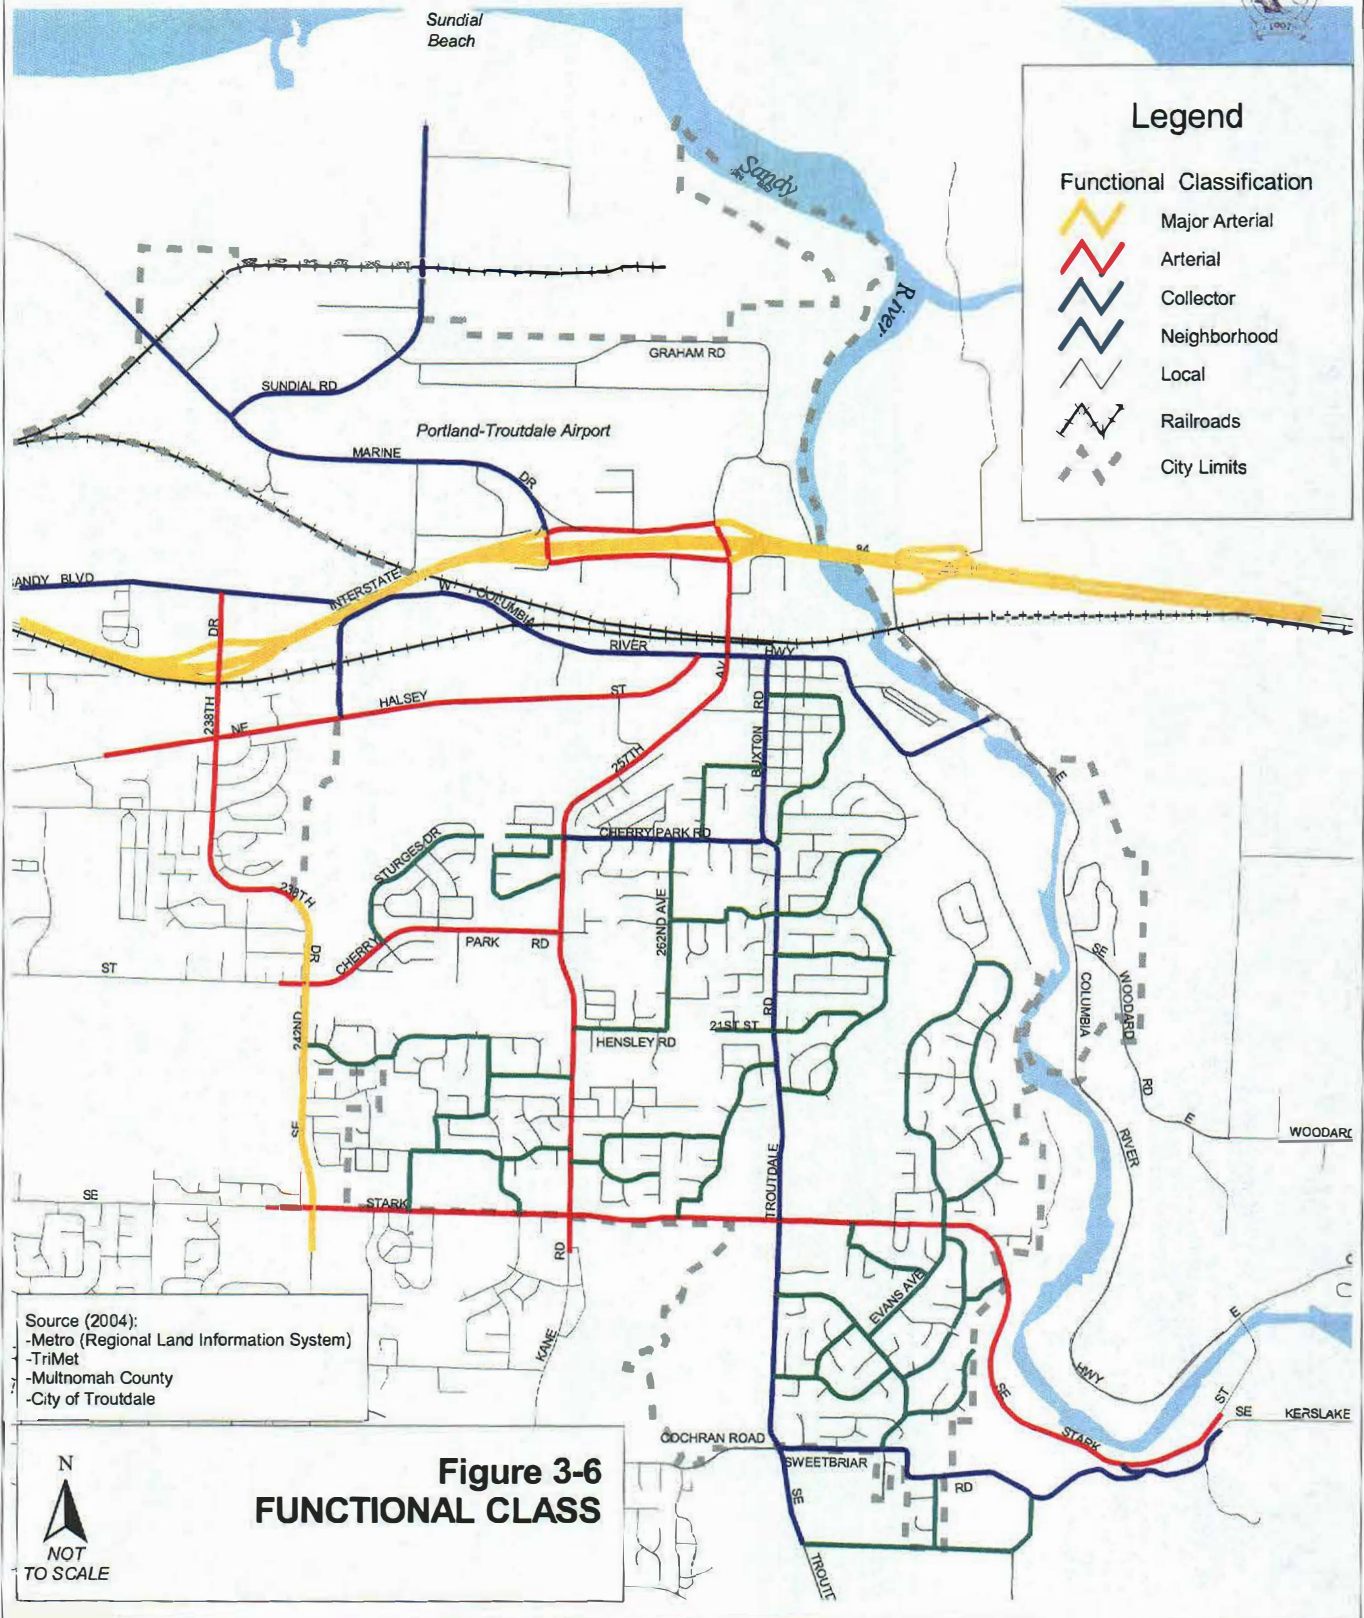 Sundial
Beach
1907
Legend
Functional Classification
Major Arterial
Arterial
Collector
Neighborhood
Local
Railroads
City Limits
Sandy
River
GRAHAM RD
SUNDIAL RD
Portland-Troutdale Airport
MARINE
DR
84
ANDY BLVD
INTERSTATE
W
COLUMBIA
RIVER
HWY
DR
AV
238TH
NE
HALSEY
ST
RD
BUXTON
257TH
E
CHERRY PARK RD
STURGES DR
238TH
262ND AVE
DR
CHERRY
PARK
RD
ST
SE
WOODARD
COLUMBIA
RD
21ST ST
242ND
HENSLEY RD
RD
E
WOODARD
SE
RIVER
TROUTDALE
SE
STARK
RD
EVANS AVE
Source (2004):
-Metro (Regional Land Information System)
-TriMet
-Multnomah County
-City of Troutdale
KANE
E
HWY
SE
ST
SE
KERSLAKE
STARK
COCHRAN ROAD
SWEETBRIAR
RD
SE
TROUTD
N
NOT
TO SCALE
Figure 3-6
FUNCTIONAL CLASS